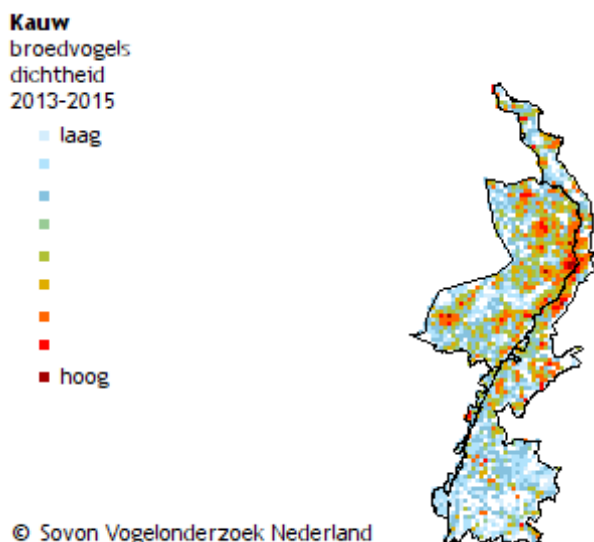 Kauw
broedvogels
dichtheid
2013-2015
laag
hoog
© Sovon Vogelonderzoek Nederland